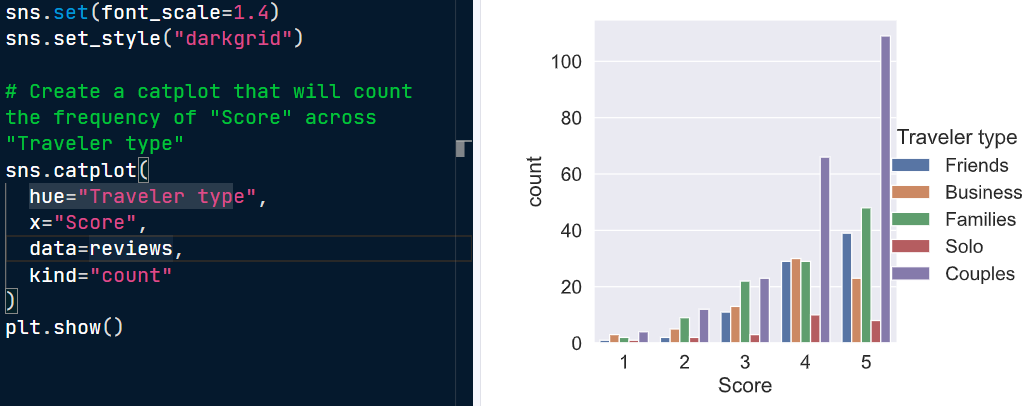 sns.set(font_scale=1.4)
sns.set_style("darkgrid")
# Create a catplot that will count
the frequency of "Score" across
"Traveler type"
sns.catplot(
hue="Traveler type",
x="Score",
data=reviews,
kind="count"
)
plt.show()
100
80
60
40
20
0
count
1 2 3 4 5
Score
Traveler type
Friends
Business
Families
Solo
Couples